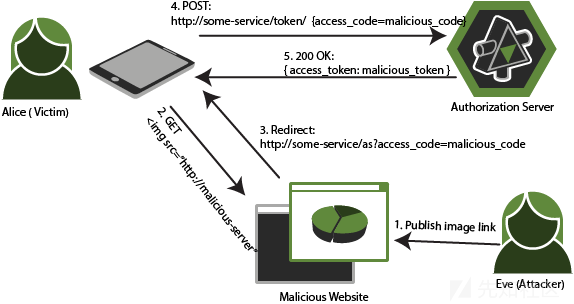 4. POST:
http://some-service/token/ {access_code=malicious_code}
5. 200 OK:
{ access_token: malicious_token }
Alice ( Victim)
Authorization Server
2. GET
<img src="http://malicious-server"
3. Redirect:
http://some-service/as?access_code=malicious_code
1. Publish image link
Malicious Website
Eve (Attacker)